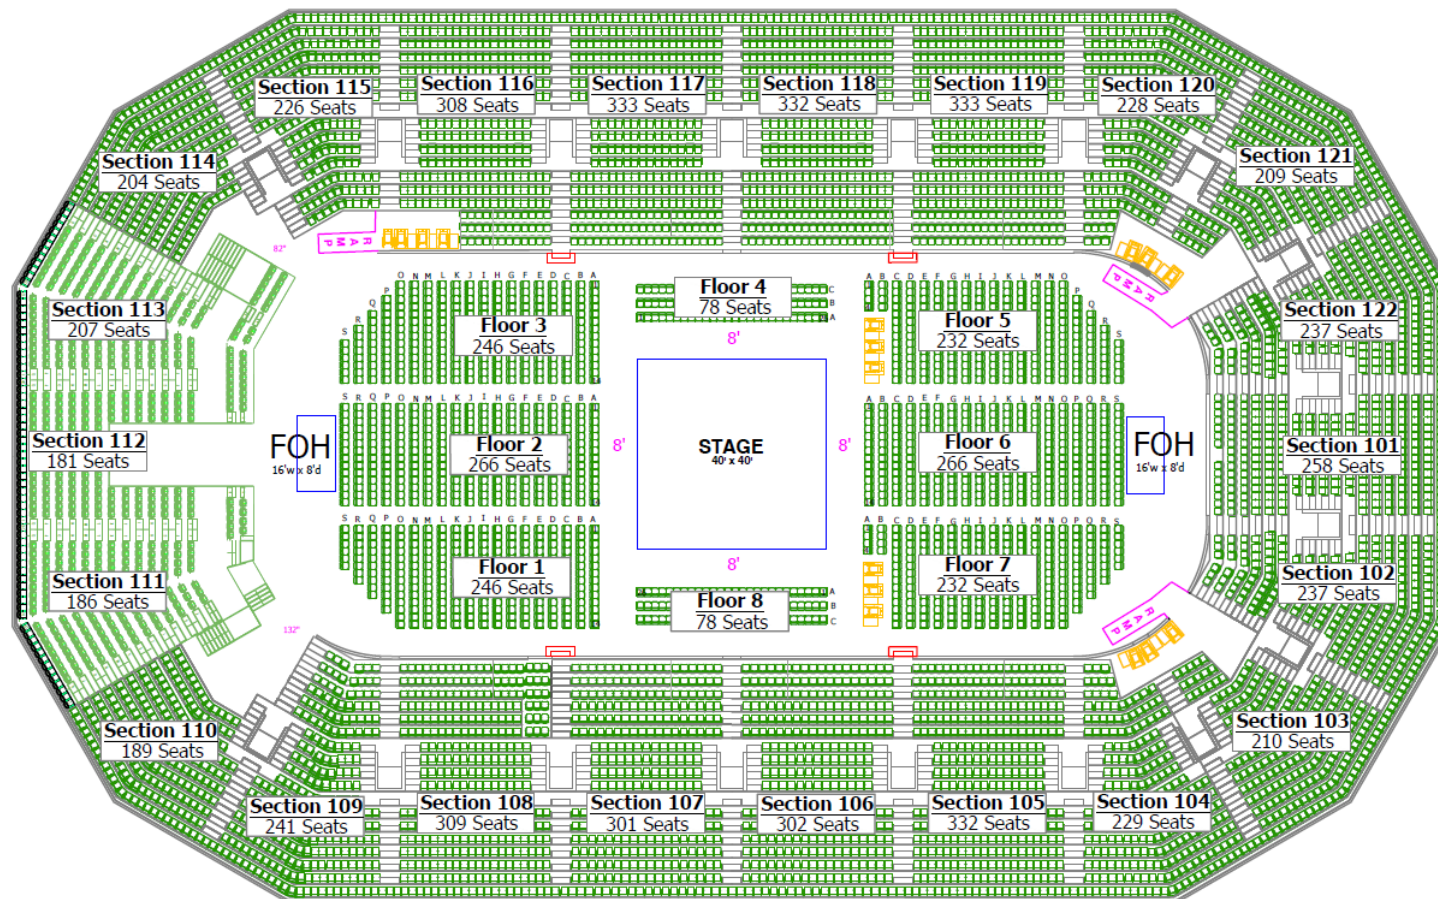 Section 115
226 Seats
Section 116
308 Seats
Section 117
333 Seats
Section 118
332 Seats
Section 119
333 Seats
Section 120
228 Seats
Section 114
204 Seats
Section 121
209 Seats
82"
RAMP
RAMP
O N M L K J I H G F E D C B A
P
Q
R
S
Floor 3
246 Seats
Floor 4
78 Seats
C
B
A
8'
A B C D E F G H I J K L M N O
P
Q
R
S
Floor 5
232 Seats
Section 113
207 Seats
Section 122
237 Seats
S R Q P O N M L K J I H G F E D C B A
Floor 2
266 Seats
8'
STAGE
40' x 40'
8'
A B C D E F G H I J K L M N O P Q R S
Floor 6
266 Seats
FOH
16'w x 8'd
FOH
16'w x 8'd
Section 112
181 Seats
Section 101
258 Seats
S R Q P O N M L K J I H G F E D C B A
Floor 1
246 Seats
8'
Floor 8
78 Seats
A
B
C
A B C D E F G H I J K L M N O P Q R S
Floor 7
232 Seats
Section 111
186 Seats
Section 102
237 Seats
132"
RAMP
Section 110
189 Seats
Section 103
210 Seats
Section 109
241 Seats
Section 108
309 Seats
Section 107
301 Seats
Section 106
302 Seats
Section 105
332 Seats
Section 104
229 Seats